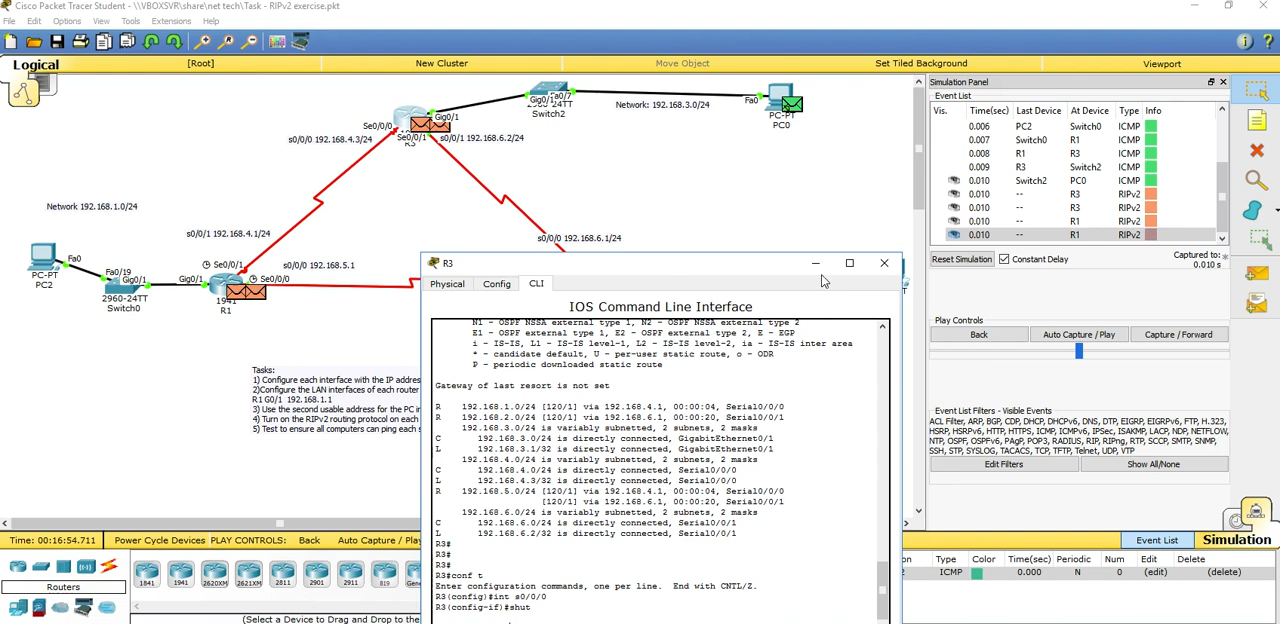 Cisco Packet Tracer Student - \\VBOXSVR\share\net tech\Task - RIPv2 exercise.pkt
File Edit Options View Tools Extensions Help
Logical [Root] New Cluster Move Object Set Tiled Background Viewport
Gig0/1 Fa0/7
2960-24TT
Switch2
Network: 192.168.3.0/24
Fa0
PC-PT
PC0
Se0/0/0
Gig0/1
s0/0/0 192.168.4.3/24
Se0/0/1
s0/0/1 192.168.6.2/24
R3
Network 192.168.1.0/24
s0/0/1 192.168.4.1/24
s0/0/0 192.168.6.1/24
Fa0
PC-PT
PC2
Fa0/19
Gig0/1
2960-24TT
Switch0
Gig0/1
Se0/0/1
Se0/0/0
s0/0/0 192.168.5.1
1941
R1
Tasks:
1) Configure each interface with the IP addres
2)Configure the LAN interfaces of each router
R1 G0/1 192.168.1.1
3) Use the second usable address for the PC in
4) Turn on the RIPv2 routing protocol on each
5) Test to ensure all computers can ping each
R3
Physical Config CLI
IOS Command Line Interface
N1 - OSPF NSSA external type 1, N2 - OSPF NSSA external type 2
E1 - OSPF external type 1, E2 - OSPF external type 2, E - EGP
i - IS-IS, L1 - IS-IS level-1, L2 - IS-IS level-2, ia - IS-IS inter area
* - candidate default, U - per-user static route, o - ODR
P - periodic downloaded static route
Gateway of last resort is not set
R 192.168.1.0/24 [120/1] via 192.168.4.1, 00:00:04, Serial0/0/0
R 192.168.2.0/24 [120/1] via 192.168.6.1, 00:00:20, Serial0/0/1
192.168.3.0/24 is variably subnetted, 2 subnets, 2 masks
C 192.168.3.0/24 is directly connected, GigabitEthernet0/1
L 192.168.3.1/32 is directly connected, GigabitEthernet0/1
192.168.4.0/24 is variably subnetted, 2 subnets, 2 masks
C 192.168.4.0/24 is directly connected, Serial0/0/0
L 192.168.4.3/32 is directly connected, Serial0/0/0
R 192.168.5.0/24 [120/1] via 192.168.4.1, 00:00:04, Serial0/0/0
[120/1] via 192.168.6.1, 00:00:20, Serial0/0/1
192.168.6.0/24 is variably subnetted, 2 subnets, 2 masks
C 192.168.6.0/24 is directly connected, Serial0/0/1
L 192.168.6.2/32 is directly connected, Serial0/0/1
R3#
R3#
R3#conf t
Enter configuration commands, one per line. End with CNTL/Z.
R3(config)#int s0/0/0
R3(config-if)#shut
Simulation Panel
Event List
Vis. Time(sec) Last Device At Device Type Info
0.006 PC2 Switch0 ICMP
0.007 Switch0 R1 ICMP
0.008 R1 R3 ICMP
0.009 R3 Switch2 ICMP
0.010 Switch2 PC0 ICMP
0.010 -- R3 RIPv2
0.010 -- R3 RIPv2
0.010 -- R1 RIPv2
0.010 -- R1 RIPv2
Reset Simulation Constant Delay Captured to: *
0.010 s
Play Controls
Back Auto Capture / Play Capture / Forward
Event List Filters - Visible Events
ACL Filter, ARP, BGP, CDP, DHCP, DHCPv6, DNS, DTP, EIGRP, EIGRPv6, FTP, H.323,
HSRP, HSRPv6, HTTP, HTTPS, ICMP, ICMPv6, IPSec, ISAKMP, LACP, NDP, NETFLOW,
NTP, OSPF, OSPFv6, PAgP, POP3, RADIUS, RIP, RIPng, RTP, SCCP, SMTP, SNMP,
SSH, STP, SYSLOG, TACACS, TCP, TFTP, Telnet, UDP, VTP
Edit Filters Show All/None
Time: 00:16:54.711 Power Cycle Devices PLAY CONTROLS: Back Auto Capture / Play
Event List Simulation
Routers
1841 1941 2620XM 2621XM 2811 2901 2911 819 Gene
(Select a Device to Drag and Drop to the
Type Color Time(sec) Periodic Num Edit Delete
ICMP 0.000 N 0 (edit) (delete)